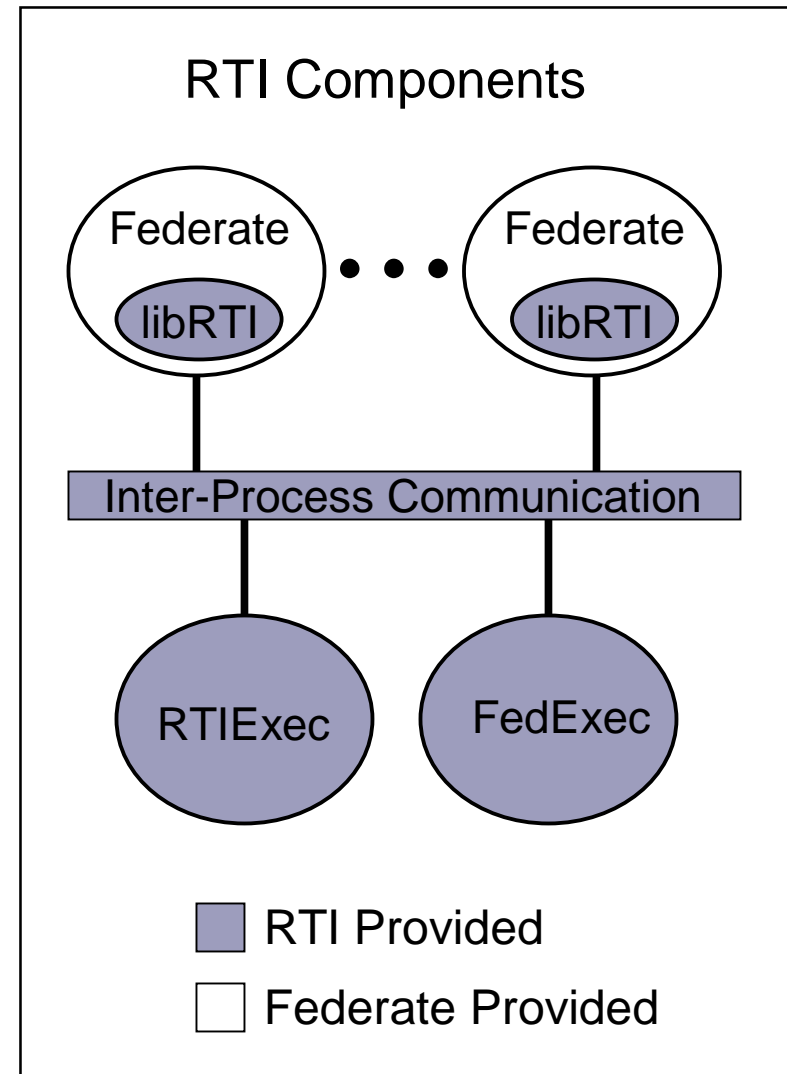 RTI Components
Federate
Federate
libRTI
libRTI
Inter-Process Communication
RTIExec
FedExec
RTI Provided
Federate Provided